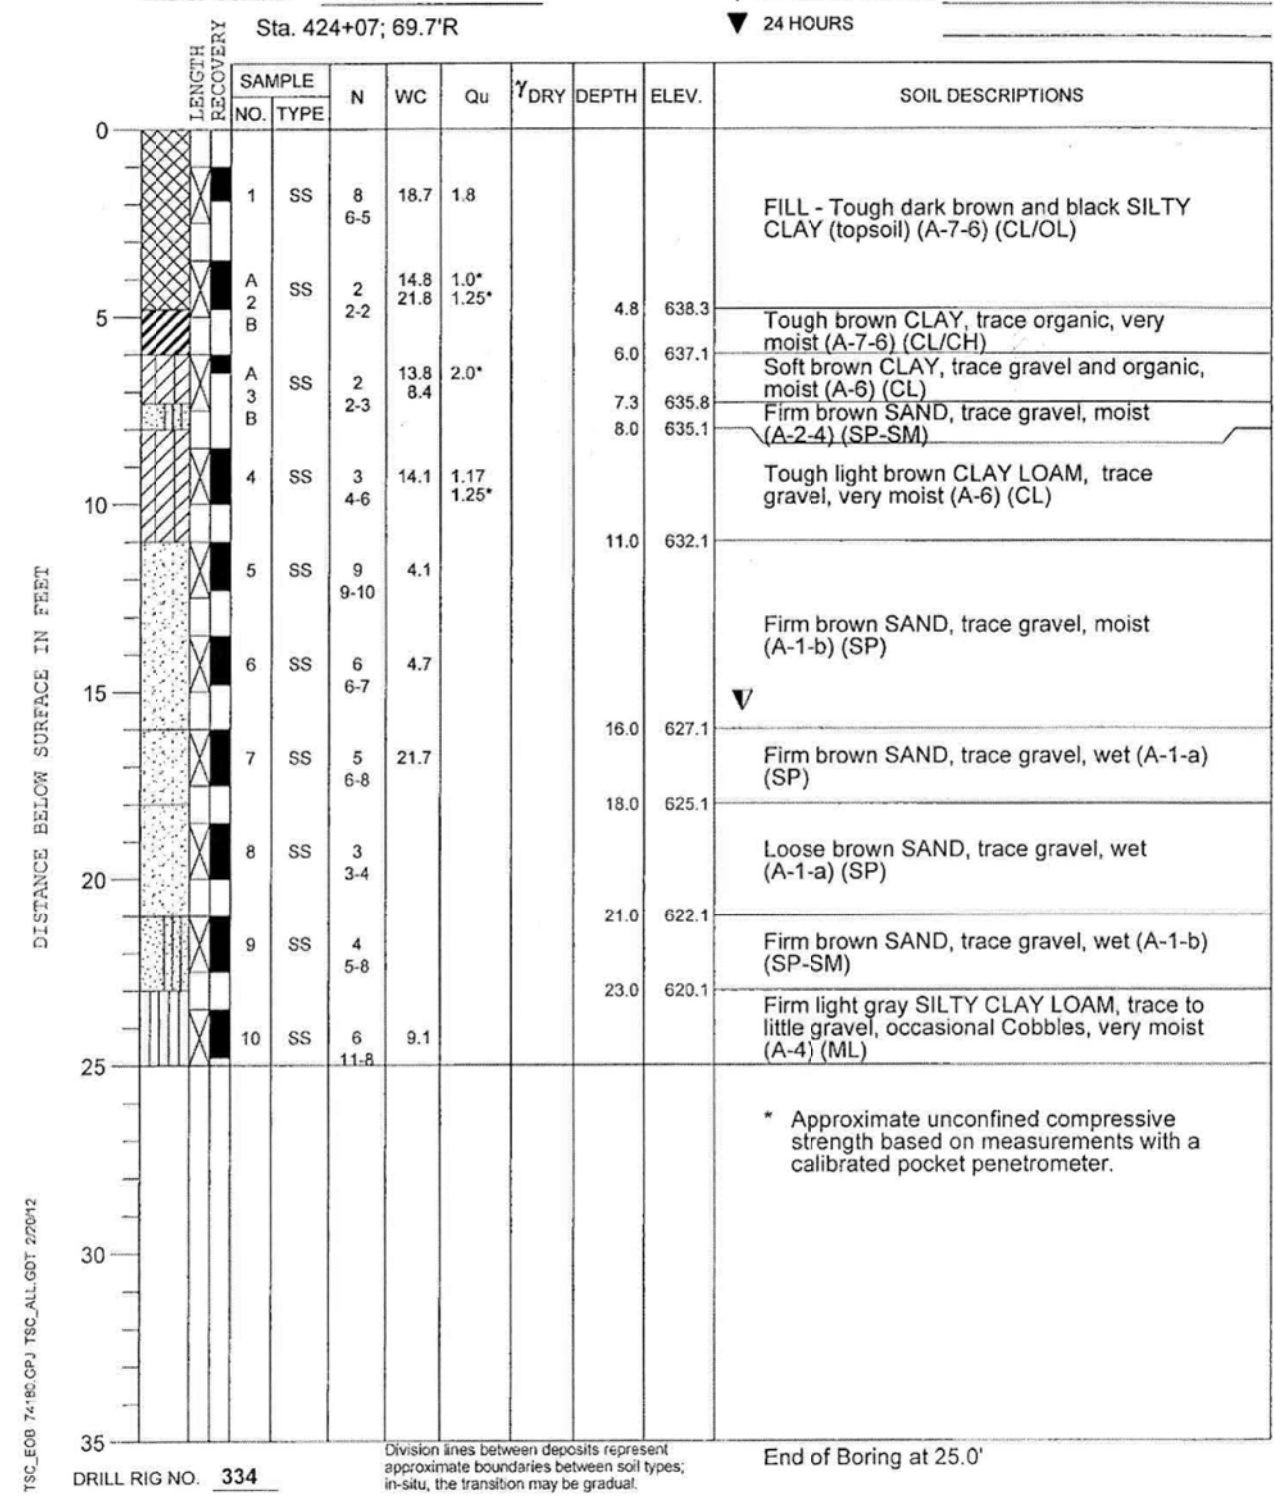 Sta. 424+07; 69.7'R
▼ 24 HOURS
LENGTH
RECOVERY
SAMPLE
NO. TYPE
N
WC
Qu
γDRY
DEPTH
ELEV.
SOIL DESCRIPTIONS
DISTANCE BELOW SURFACE IN FEET
0
1 SS 8 18.7 1.8
6-5
FILL - Tough dark brown and black SILTY
CLAY (topsoil) (A-7-6) (CL/OL)
A 14.8 1.0*
2 SS 2 21.8 1.25*
B 2-2
4.8 638.3
5
Tough brown CLAY, trace organic, very
moist (A-7-6) (CL/CH)
6.0 637.1
Soft brown CLAY, trace gravel and organic,
moist (A-6) (CL)
A 13.8 2.0*
3 SS 2 8.4
B 2-3
7.3 635.8
Firm brown SAND, trace gravel, moist
(A-2-4) (SP-SM)
8.0 635.1
4 SS 3 14.1 1.17
4-6 1.25*
Tough light brown CLAY LOAM, trace
gravel, very moist (A-6) (CL)
10
11.0 632.1
5 SS 9 4.1
9-10
Firm brown SAND, trace gravel, moist
(A-1-b) (SP)
6 SS 6 4.7
6-7
15
16.0 627.1
7 SS 5 21.7
6-8
Firm brown SAND, trace gravel, wet (A-1-a)
(SP)
18.0 625.1
8 SS 3
3-4
Loose brown SAND, trace gravel, wet
(A-1-a) (SP)
20
21.0 622.1
9 SS 4
5-8
Firm brown SAND, trace gravel, wet (A-1-b)
(SP-SM)
23.0 620.1
10 SS 6 9.1
11-8
Firm light gray SILTY CLAY LOAM, trace to
little gravel, occasional Cobbles, very moist
(A-4) (ML)
25
* Approximate unconfined compressive
strength based on measurements with a
calibrated pocket penetrometer.
30
35
TSC_EOB 74180.GPJ TSC_ALL.GDT 2/20/12
DRILL RIG NO. 334
Division lines between deposits represent
approximate boundaries between soil types;
in-situ, the transition may be gradual.
End of Boring at 25.0'